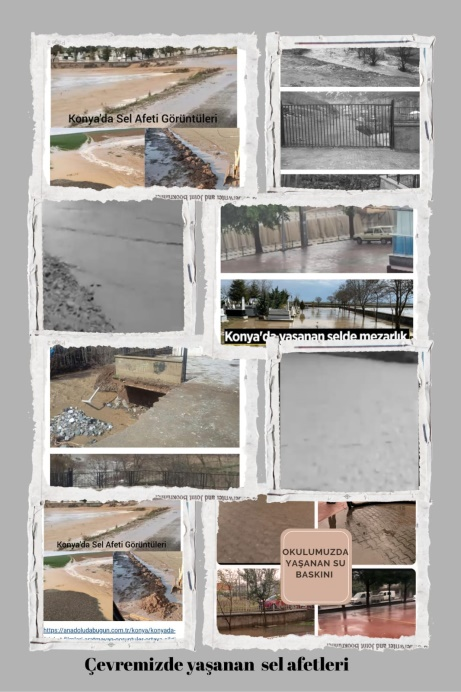 Konya'da Sel Afeti Görüntüleri
Konya'da yaşanan selde mezarlık
Konya'da Sel Afeti Görüntüleri
OKULUMUZDA
YAŞANAN SU
BASKINI
https://anadoludabugun.com.tr/konya/konyada-
Çevremizde yaşanan sel afetleri